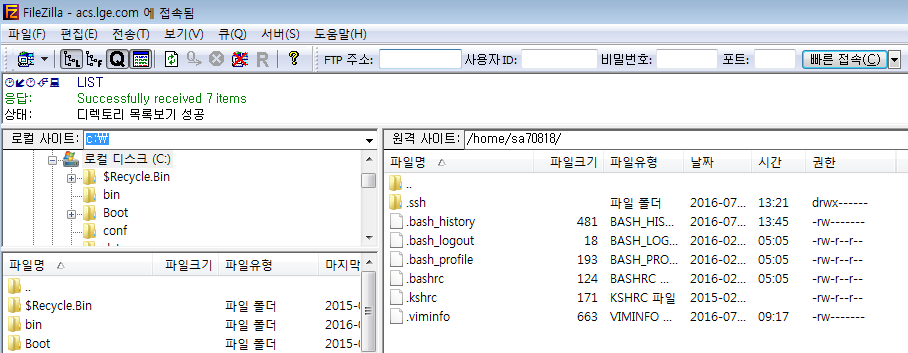 FileZilla - acs.lge.com 에 접속됨
파일(F) 편집(E) 전송(T) 보기(V) 큐(Q) 서버(S) 도움말(H)
L R Q R ? FTP 주소: 사용자 ID: 비밀번호: 포트: 빠른 접속(C)
LIST
응답: Successfully received 7 items
상태: 디렉토리 목록보기 성공
로컬 사이트: c:\
로컬 디스크 (C:)
$Recycle.Bin
bin
Boot
conf
파일명 파일크기 파일유형 마지막
..
$Recycle.Bin 파일 폴더 2015-0
bin 파일 폴더 2016-0
Boot 파일 폴더 2015-0
원격 사이트: /home/sa70818/
파일명 파일크기 파일유형 날짜 시간 권한
..
.ssh 파일 폴더 2016-07... 13:21 drwx------
.bash_history 481 BASH_HIS... 2016-07... 13:45 -rw-------
.bash_logout 18 BASH_LOG... 2016-02... 05:05 -rw-r--r--
.bash_profile 193 BASH_PRO... 2016-02... 05:05 -rw-r--r--
.bashrc 124 BASHRC ... 2016-02... 05:05 -rw-r--r--
.kshrc 171 KSHRC 파일 2015-02... -rw-r--r--
.viminfo 663 VIMINFO ... 2016-07... 09:17 -rw-------